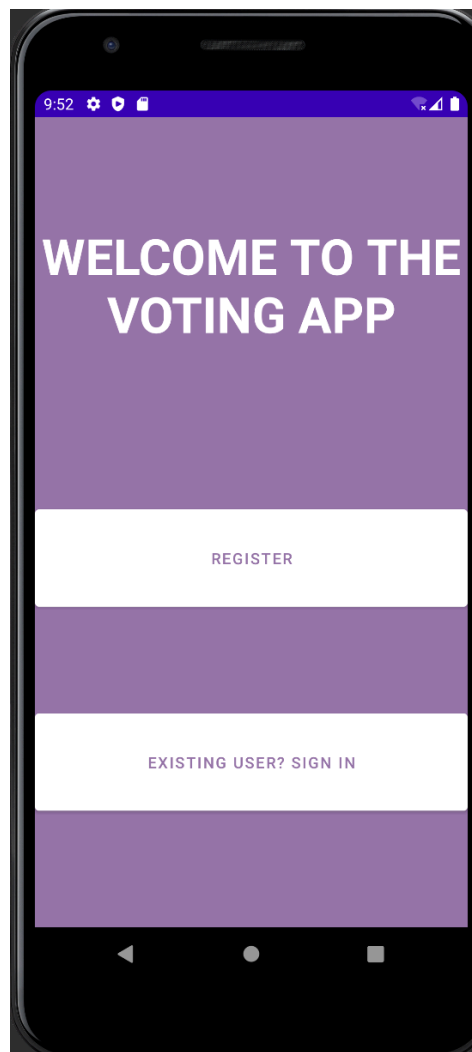 9:52
WELCOME TO THE
VOTING APP
REGISTER
EXISTING USER? SIGN IN